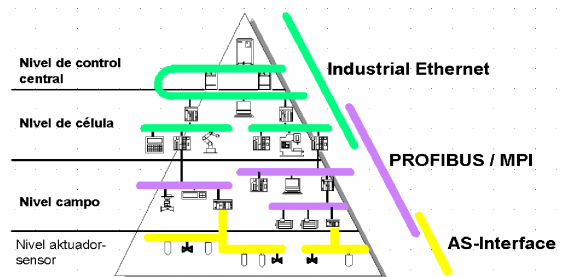 Nivel de control
central
Industrial Ethernet
Nivel de célula
PROFIBUS / MPI
Nivel campo
Nivel aktuador-
sensor
AS-Interface